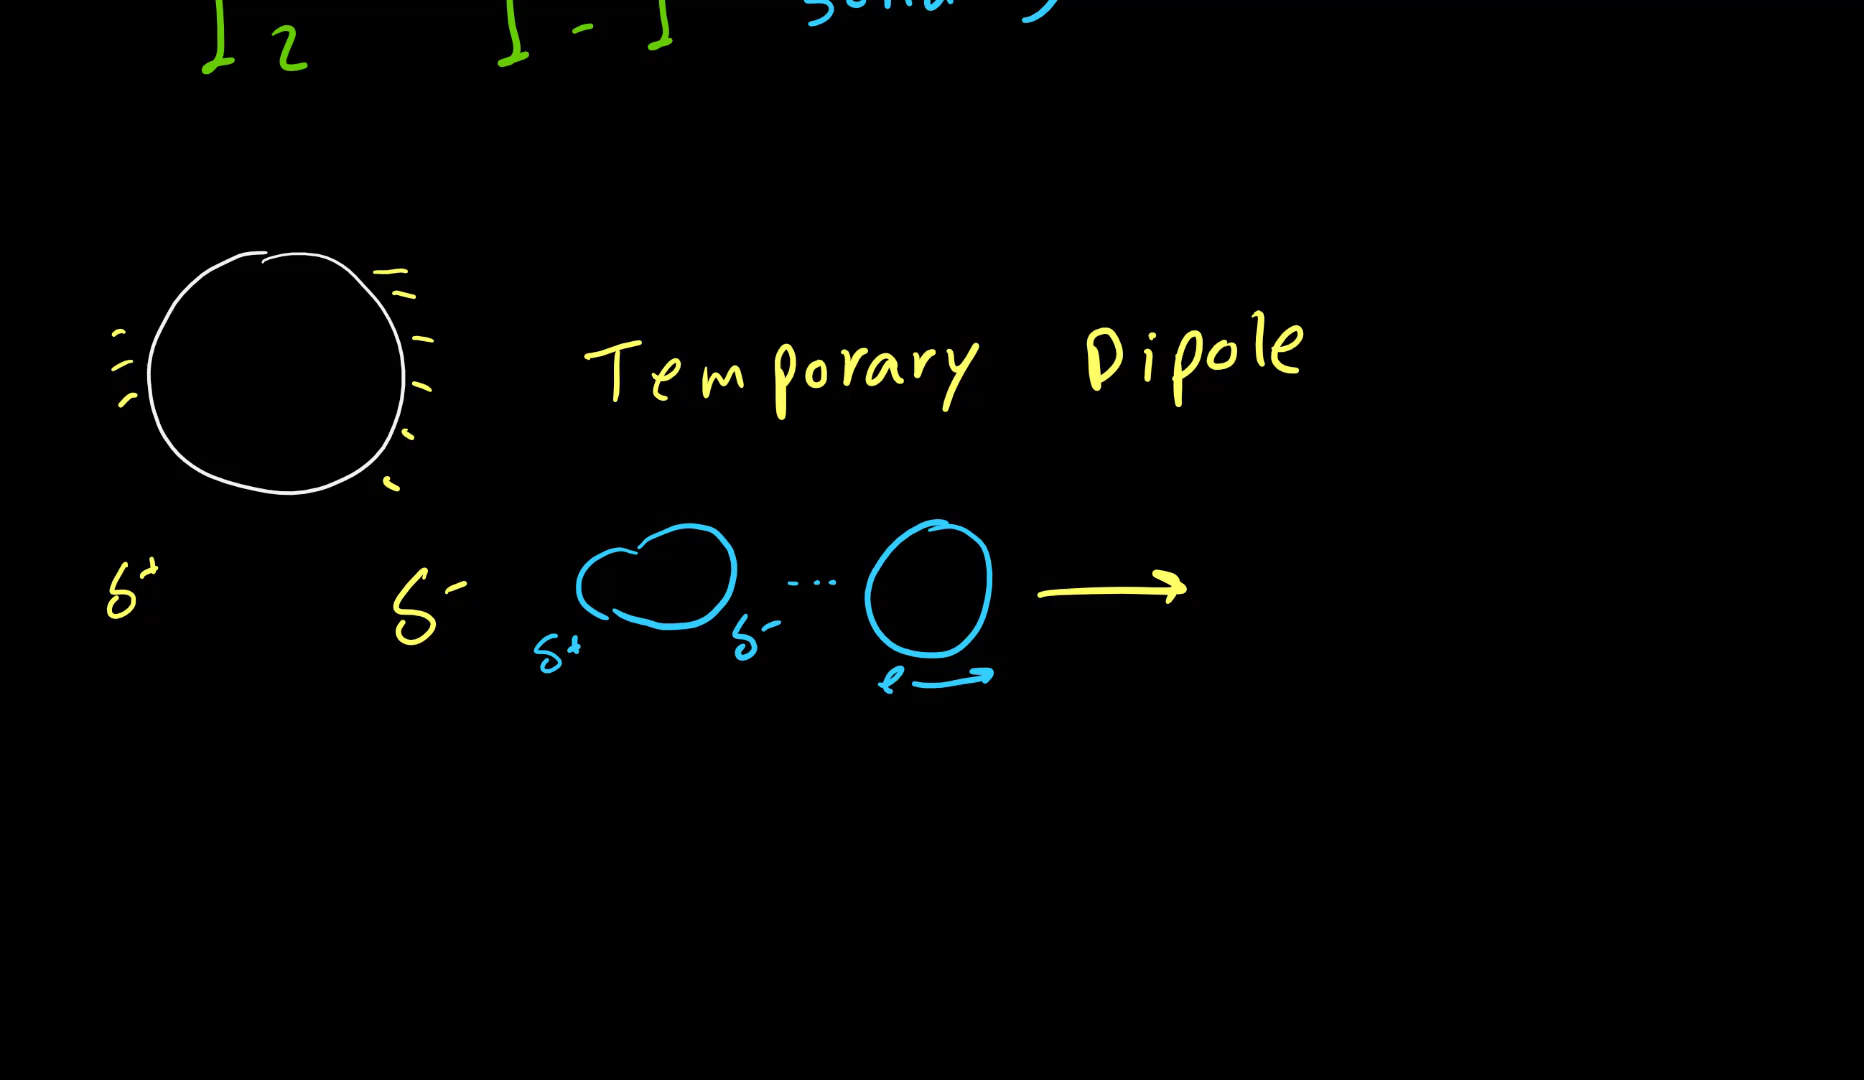 I2 I-I
Temporary Dipole
δ+ δ-
δ+ δ- ...
e